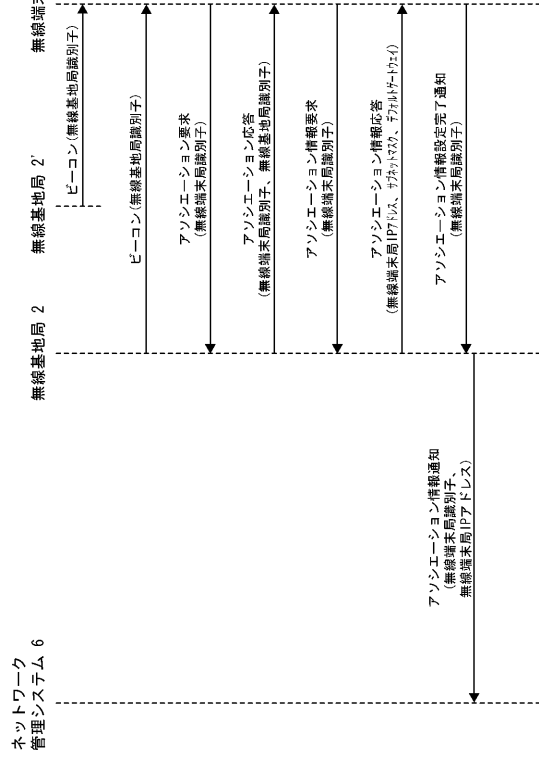 ネットワーク
管理システム 6
無線基地局 2
無線基地局 2'
無線端
ビーコン(無線基地局識別子)
ビーコン(無線基地局識別子)
アソシエーション要求
(無線端末局識別子)
アソシエーション応答
(無線端末局識別子、無線基地局識別子)
アソシエーション情報要求
(無線端末局識別子)
アソシエーション情報応答
(無線端末局IPアドレス、サブネットマスク、デフォルトゲートウェイ)
アソシエーション情報設定完了通知
(無線端末局識別子)
アソシエーション情報通知
(無線端末局識別子、
無線端末局IPアドレス)